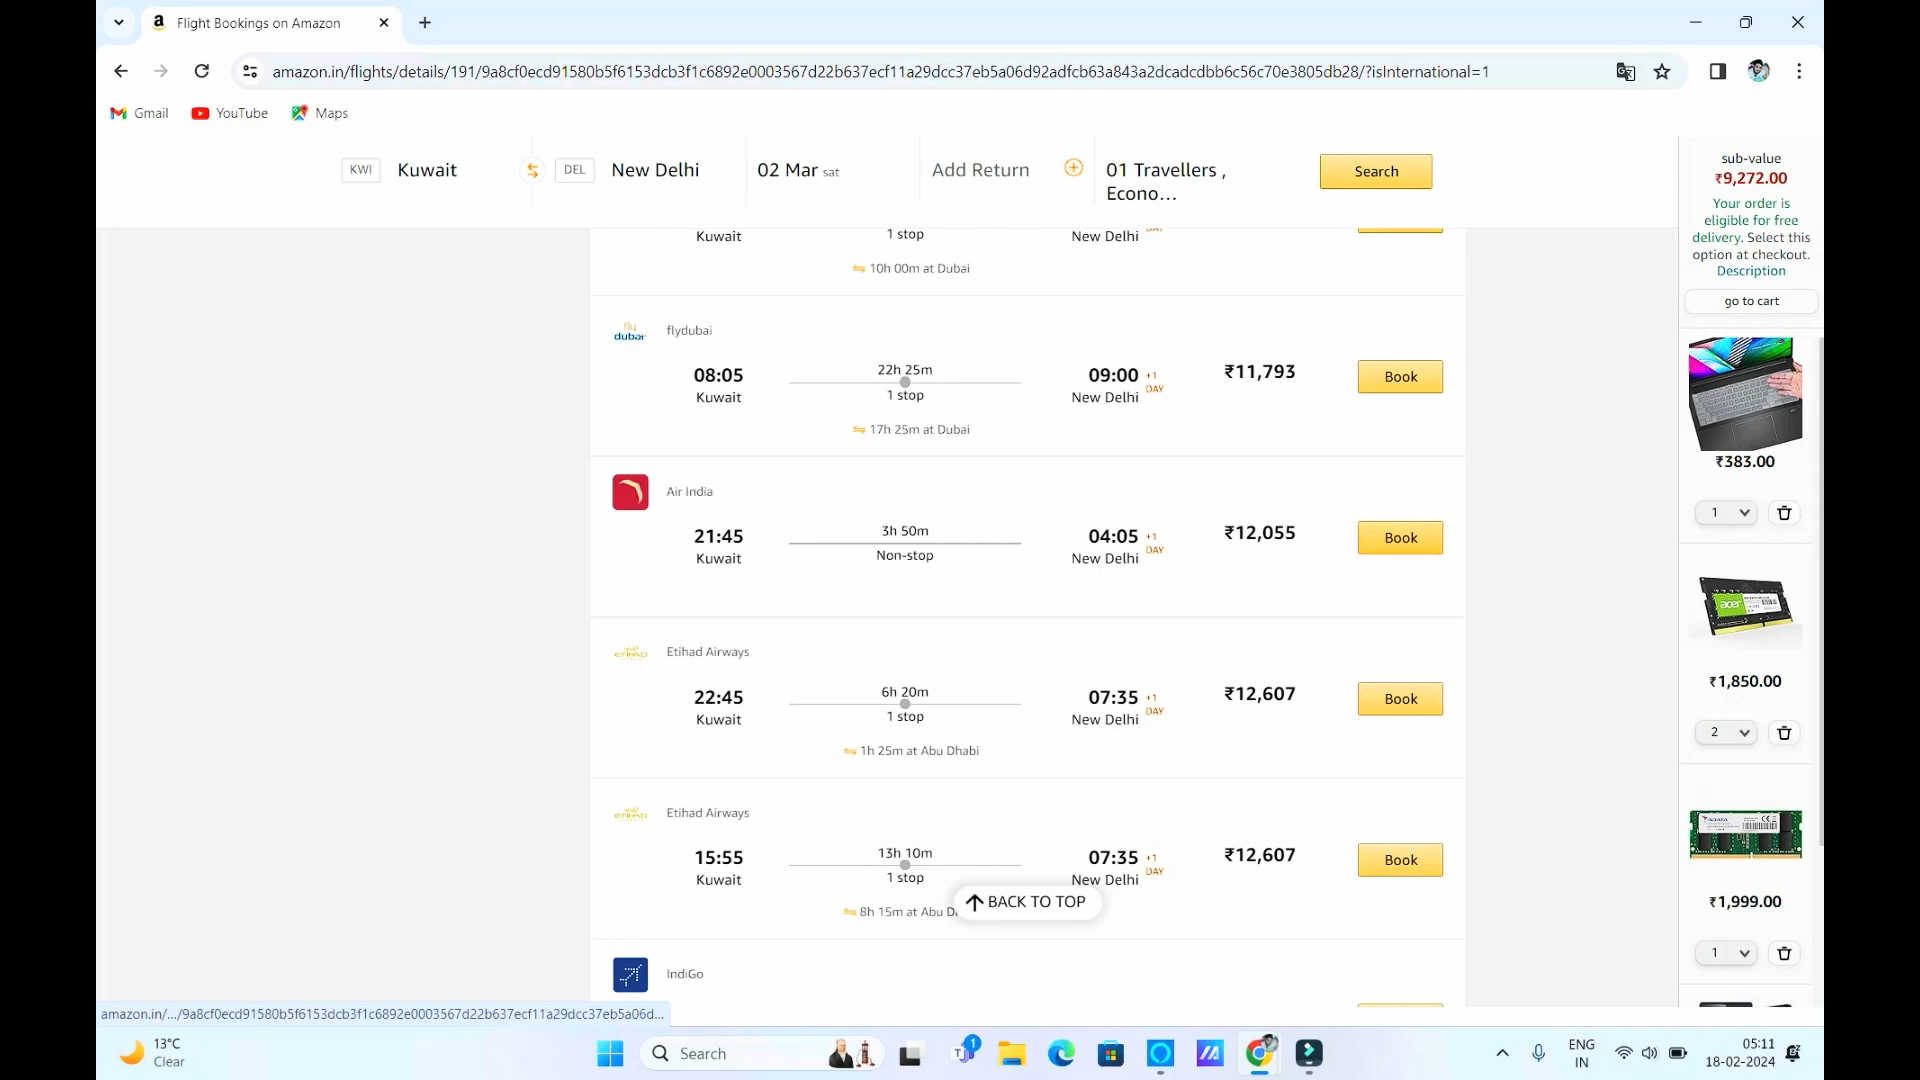 Flight Bookings on Amazon
amazon.in/flights/details/191/9a8cf0ecd91580b5f6153dcb3f1c6892e0003567d22b637ecf11a29dcc37eb5a06d92adfcb63a843a2dcadcdbb6c56c70e3805db28/?isInternational=1
Gmail YouTube Maps
KWI Kuwait DEL New Delhi 02 Mar sat Add Return 01 Travellers ,
Econo...
Search
Kuwait 1 stop New Delhi
10h 00m at Dubai
fly
dubai
flydubai
08:05 22h 25m 09:00 +1 DAY ₹11,793 Book
Kuwait 1 stop New Delhi
17h 25m at Dubai
Air India
21:45 3h 50m 04:05 +1 DAY ₹12,055 Book
Kuwait Non-stop New Delhi
ETIHAD
Etihad Airways
22:45 6h 20m 07:35 +1 DAY ₹12,607 Book
Kuwait 1 stop New Delhi
1h 25m at Abu Dhabi
ETIHAD
Etihad Airways
15:55 13h 10m 07:35 +1 DAY ₹12,607 Book
Kuwait 1 stop New Delhi
8h 15m at Abu D
BACK TO TOP
IndiGo
sub-value
₹9,272.00
Your order is
eligible for free
delivery. Select this
option at checkout.
Description
go to cart
₹383.00
1
acer
₹1,850.00
2
ADATA
₹1,999.00
1
amazon.in/.../9a8cf0ecd91580b5f6153dcb3f1c6892e0003567d22b637ecf11a29dcc37eb5a06d...
13°C
Clear
Search
1
ENG
IN
05:11
18-02-2024